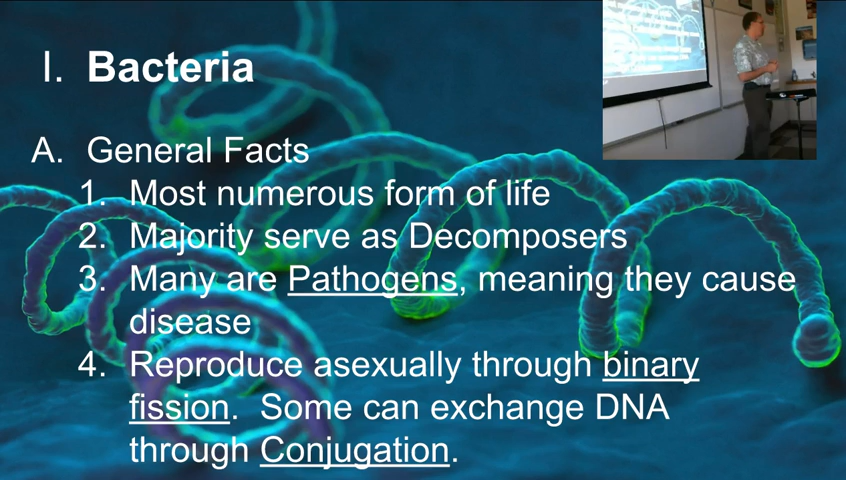 I. Bacteria
A. General Facts
1. Most numerous form of life
2. Majority serve as Decomposers
3. Many are Pathogens, meaning they cause
disease
4. Reproduce asexually through binary
fission. Some can exchange DNA
through Conjugation.